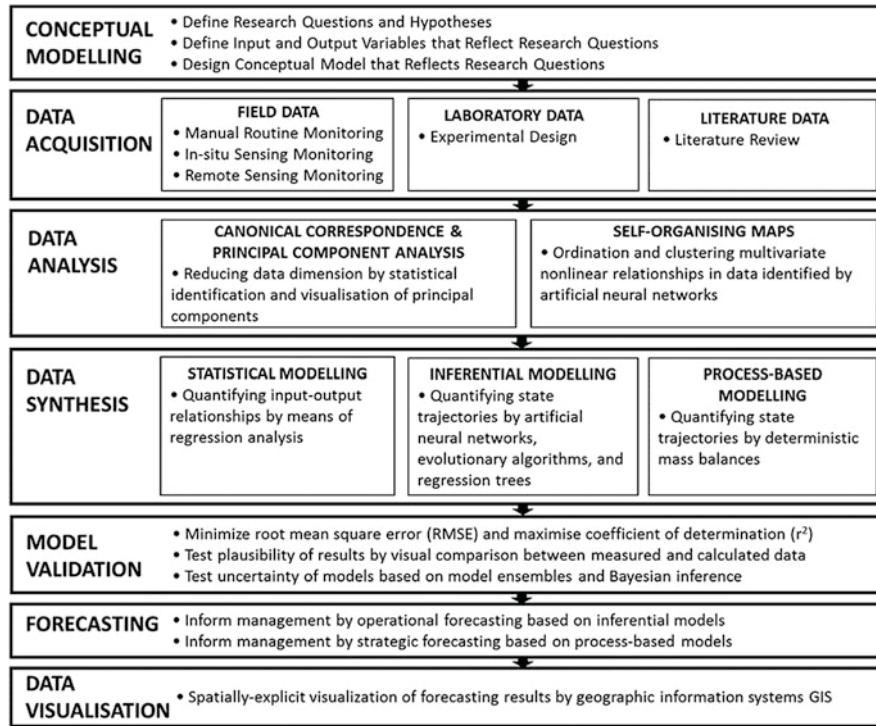 CONCEPTUAL
MODELLING
• Define Research Questions and Hypotheses
• Define Input and Output Variables that Reflect Research Questions
• Design Conceptual Model that Reflects Research Questions
DATA
ACQUISITION
FIELD DATA
• Manual Routine Monitoring
• In-situ Sensing Monitoring
• Remote Sensing Monitoring
LABORATORY DATA
• Experimental Design
LITERATURE DATA
• Literature Review
DATA
ANALYSIS
CANONICAL CORRESPONDENCE &
PRINCIPAL COMPONENT ANALYSIS
• Reducing data dimension by statistical
identification and visualisation of principal
components
SELF-ORGANISING MAPS
• Ordination and clustering multivariate
nonlinear relationships in data identified by
artificial neural networks
DATA
SYNTHESIS
STATISTICAL MODELLING
• Quantifying input-output
relationships by means of
regression analysis
INFERENTIAL MODELLING
• Quantifying state
trajectories by artificial
neural networks,
evolutionary algorithms, and
regression trees
PROCESS-BASED
MODELLING
• Quantifying state
trajectories by deterministic
mass balances
MODEL
VALIDATION
• Minimize root mean square error (RMSE) and maximise coefficient of determination (r²)
• Test plausibility of results by visual comparison between measured and calculated data
• Test uncertainty of models based on model ensembles and Bayesian inference
FORECASTING
• Inform management by operational forecasting based on inferential models
• Inform management by strategic forecasting based on process-based models
DATA
VISUALISATION
• Spatially-explicit visualization of forecasting results by geographic information systems GIS